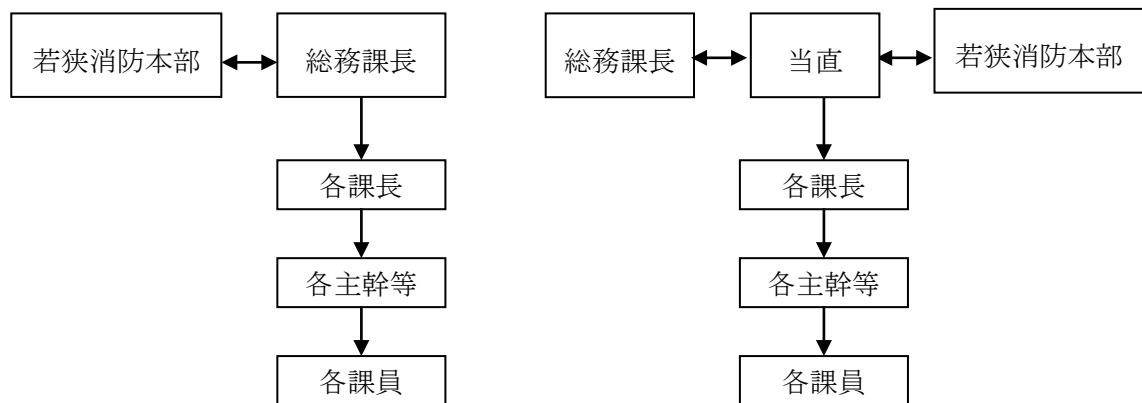 若狭消防本部
総務課長
各課長
各主幹等
各課員
総務課長
当直
若狭消防本部
各課長
各主幹等
各課員